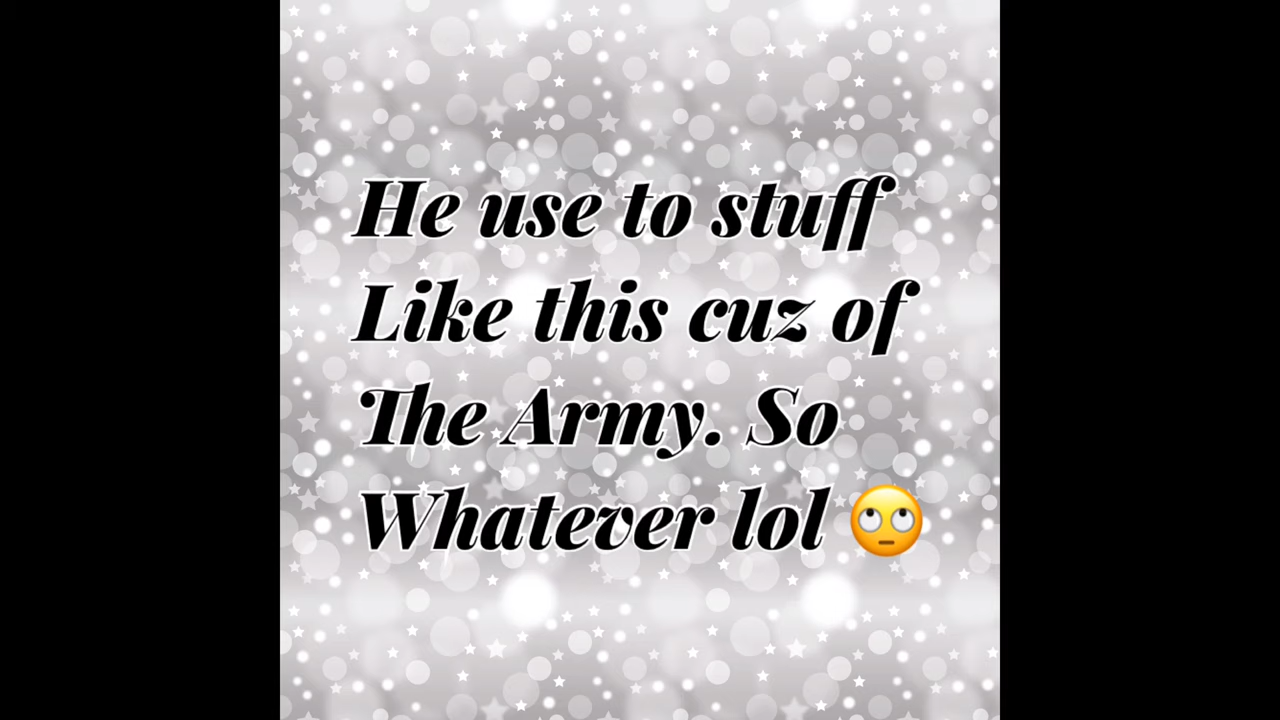 He use to stuff
Like this cuz of
The Army. So
Whatever lol 🙄